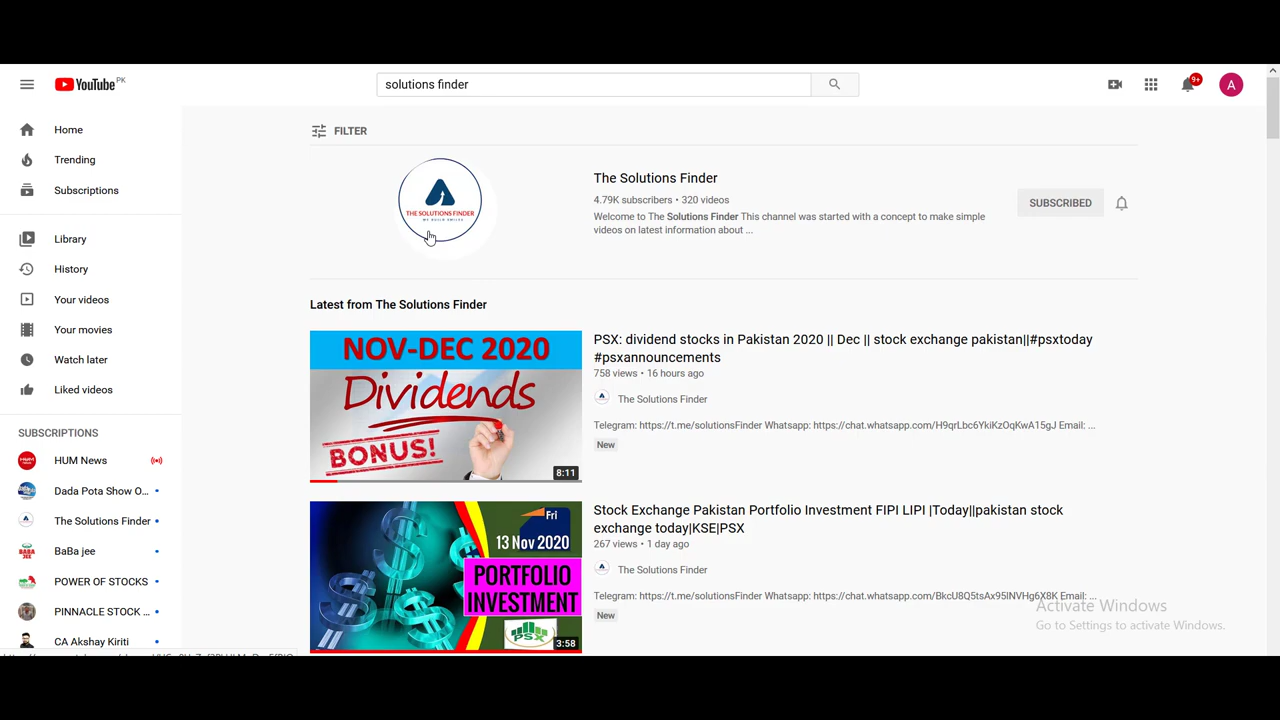 YouTube PK
solutions finder
9+
A
Home
Trending
Subscriptions
Library
History
Your videos
Your movies
Watch later
Liked videos
SUBSCRIPTIONS
HUM News
Dada Pota Show O...
The Solutions Finder
BaBa jee
POWER OF STOCKS
PINNACLE STOCK ...
CA Akshay Kiriti
FILTER
THE SOLUTIONS FINDER
WE BUILD SMILES
The Solutions Finder
4.79K subscribers • 320 videos
Welcome to The Solutions Finder This channel was started with a concept to make simple
videos on latest information about ...
SUBSCRIBED
Latest from The Solutions Finder
NOV-DEC 2020
Dividends
BONUS!
8:11
PSX: dividend stocks in Pakistan 2020 || Dec || stock exchange pakistan||#psxtoday
#psxannouncements
758 views • 16 hours ago
The Solutions Finder
Telegram: https://t.me/solutionsFinder Whatsapp: https://chat.whatsapp.com/H9qrLbc6YkiKzOqKwA15gJ Email: ...
New
Fri
13 Nov 2020
PORTFOLIO
INVESTMENT
PSX
3:58
Stock Exchange Pakistan Portfolio Investment FIPI LIPI |Today||pakistan stock
exchange today|KSE|PSX
267 views • 1 day ago
The Solutions Finder
Telegram: https://t.me/solutionsFinder Whatsapp: https://chat.whatsapp.com/BkcU8Q5tsAx95lNVHg6X8K Email: ...
New
Activate Windows
Go to Settings to activate Windows.